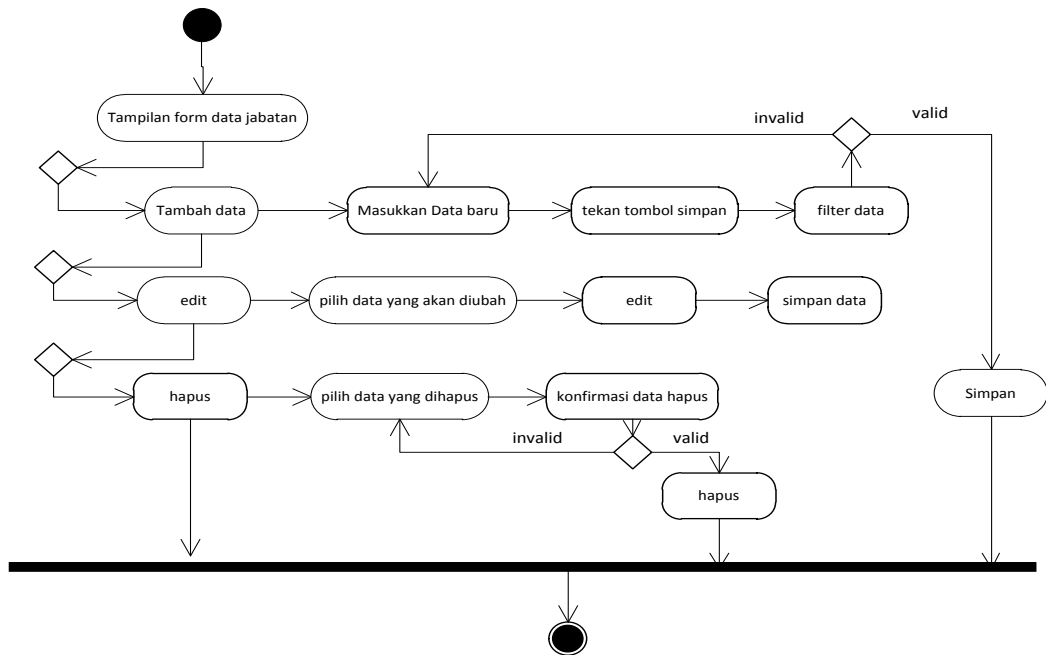 Tampilan form data jabatan
invalid
valid
Tambah data
Masukkan Data baru
tekan tombol simpan
filter data
edit
pilih data yang akan diubah
edit
simpan data
hapus
pilih data yang dihapus
konfirmasi data hapus
Simpan
invalid
valid
hapus